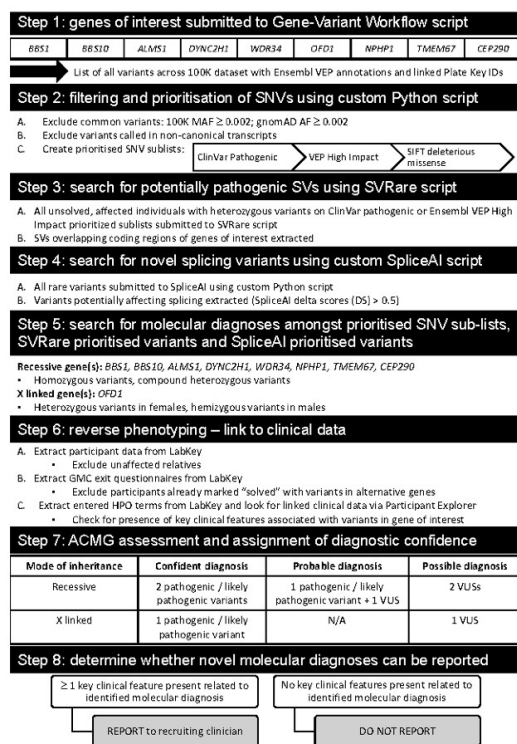 Step 1: genes of interest submitted to Gene-Variant Workflow script
BBS1 BBS10 ALMS1 DYNC2H1 WDR34 OFD1 NPHP1 TMEM67 CEP290
List of all variants across 100K dataset with Ensembl VEP annotations and linked Plate Key IDs
Step 2: filtering and prioritisation of SNVs using custom Python script
A. Exclude common variants: 100K MAF ≥ 0.002; gnomAD AF ≥ 0.002
B. Exclude variants called in non-canonical transcripts
C. Create prioritised SNV sublists:
ClinVar Pathogenic
VEP High Impact
SIFT deleterious
missense
Step 3: search for potentially pathogenic SVs using SVRare script
A. All unsolved, affected individuals with heterozygous variants on ClinVar pathogenic or Ensembl VEP High
Impact prioritized sublists submitted to SVRare script
B. SVs overlapping coding regions of genes of interest extracted
Step 4: search for novel splicing variants using custom SpliceAI script
A. All rare variants submitted to SpliceAI using custom Python script
B. Variants potentially affecting splicing extracted (SpliceAI delta scores (DS) > 0.5)
Step 5: search for molecular diagnoses amongst prioritised SNV sub-lists,
SVRare prioritised variants and SpliceAI prioritised variants
Recessive gene(s): BBS1, BBS10, ALMS1, DYNC2H1, WDR34, NPHP1, TMEM67, CEP290
• Homozygous variants, compound heterozygous variants
X linked gene(s): OFD1
• Heterozygous variants in females, hemizygous variants in males
Step 6: reverse phenotyping – link to clinical data
A. Extract participant data from LabKey
• Exclude unaffected relatives
B. Extract GMC exit questionnaires from LabKey
• Exclude participants already marked "solved" with variants in alternative genes
C. Extract entered HPO terms from LabKey and look for linked clinical data via Participant Explorer
• Check for presence of key clinical features associated with variants in gene of interest
Step 7: ACMG assessment and assignment of diagnostic confidence
Mode of inheritance Confident diagnosis Probable diagnosis Possible diagnosis
Recessive 2 pathogenic / likely pathogenic variants 1 pathogenic / likely pathogenic variant + 1 VUS 2 VUSs
X linked 1 pathogenic / likely pathogenic variant N/A 1 VUS
Step 8: determine whether novel molecular diagnoses can be reported
≥ 1 key clinical feature present related to
identified molecular diagnosis
REPORT to recruiting clinician
No key clinical features present related to
identified molecular diagnosis
DO NOT REPORT